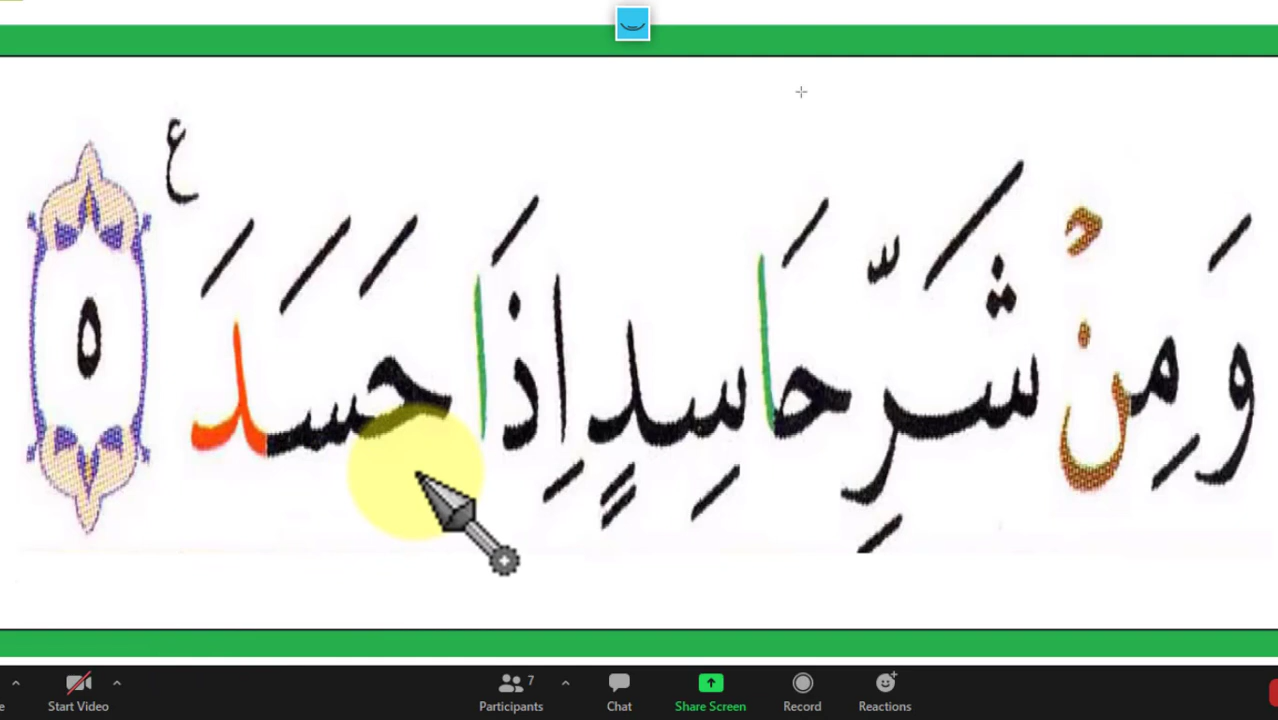 وَمِنْ شَرِّ حَاسِدٍ اِذَا حَسَدَ ع ٥
e Start Video Participants 7 Chat Share Screen Record Reactions